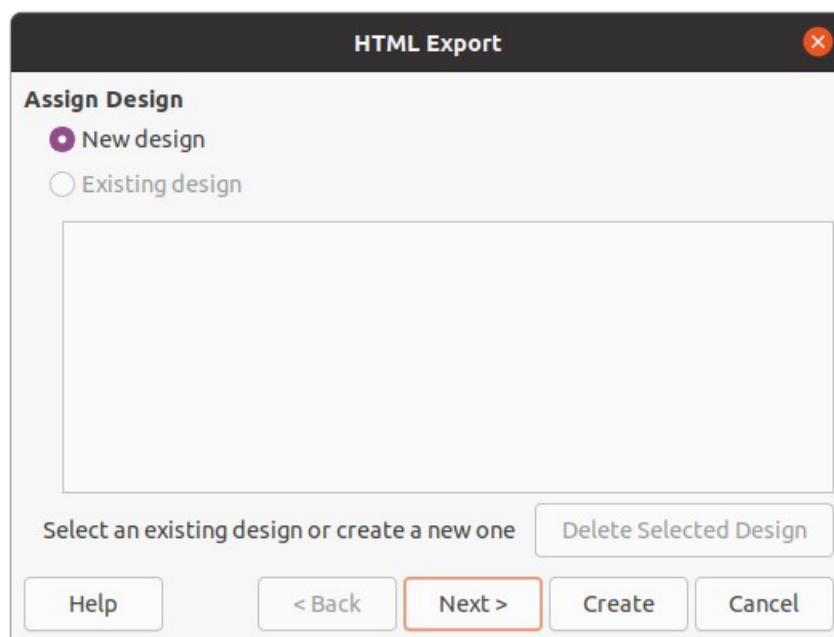 HTML Export
Assign Design
New design
Existing design
Select an existing design or create a new one Delete Selected Design
Help < Back Next > Create Cancel